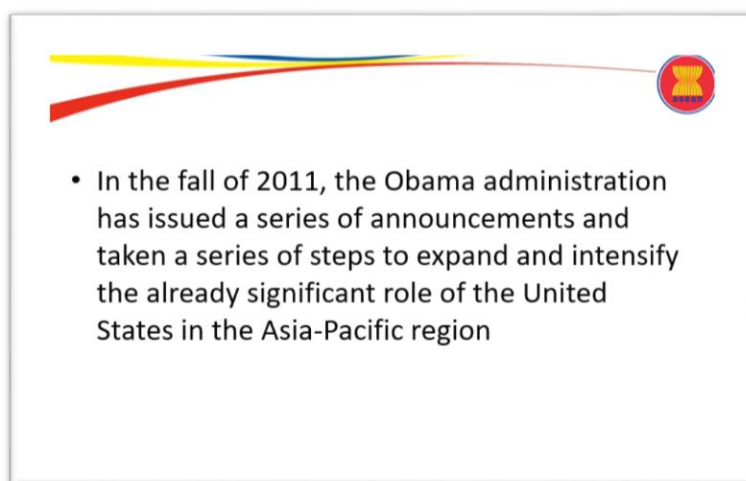 asean
• In the fall of 2011, the Obama administration
has issued a series of announcements and
taken a series of steps to expand and intensify
the already significant role of the United
States in the Asia-Pacific region